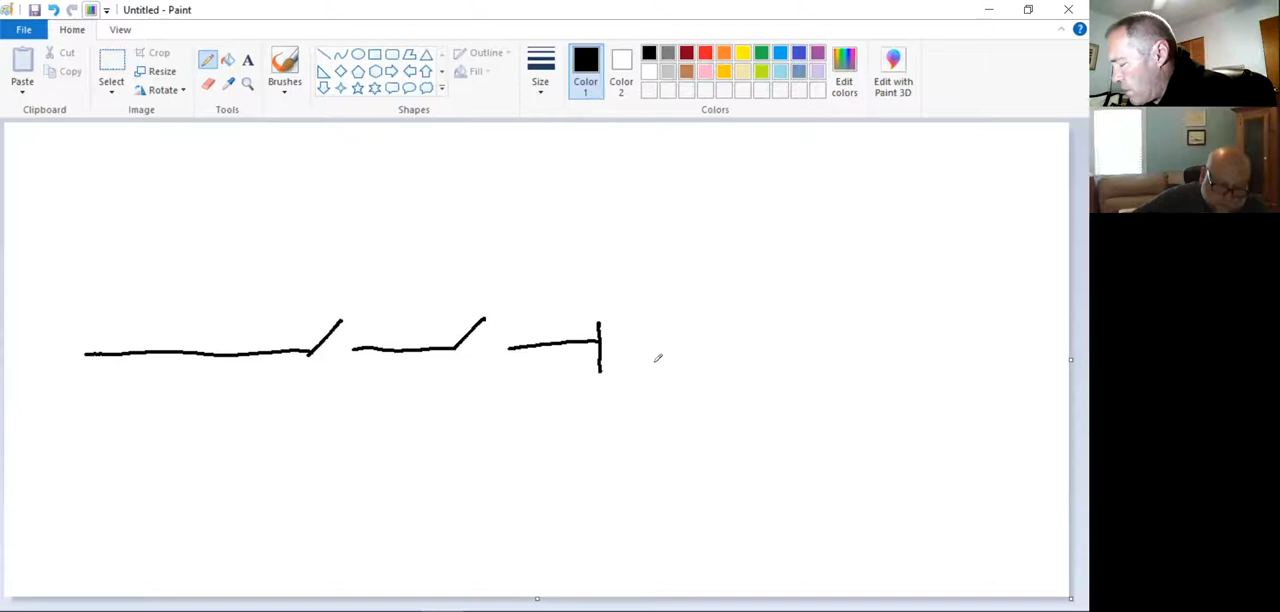 Untitled - Paint
File Home View
Cut
Copy
Paste
Clipboard
Crop
Resize
Rotate
Select
Image
A
Tools
Brushes
Outline
Fill
Shapes
Size
Color 1
Color 2
Edit colors
Colors
Edit with Paint 3D
?